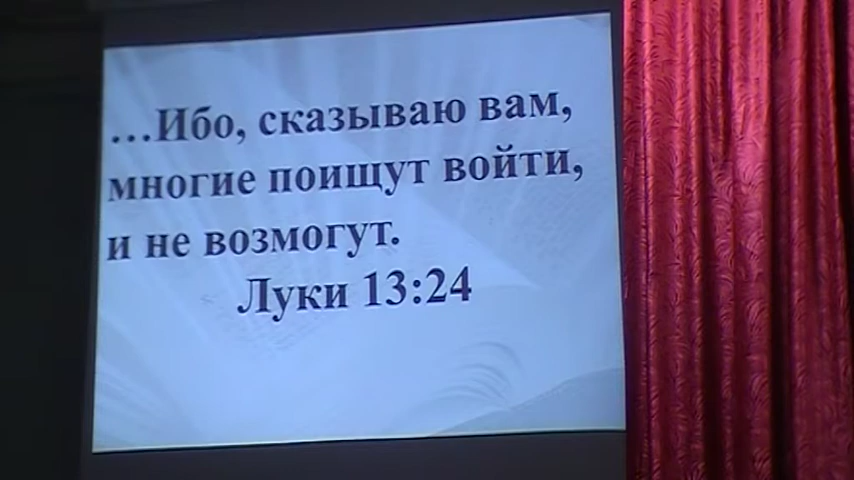 ...Ибо, сказываю вам,
многие поищут войти,
и не возмогут.
Луки 13:24